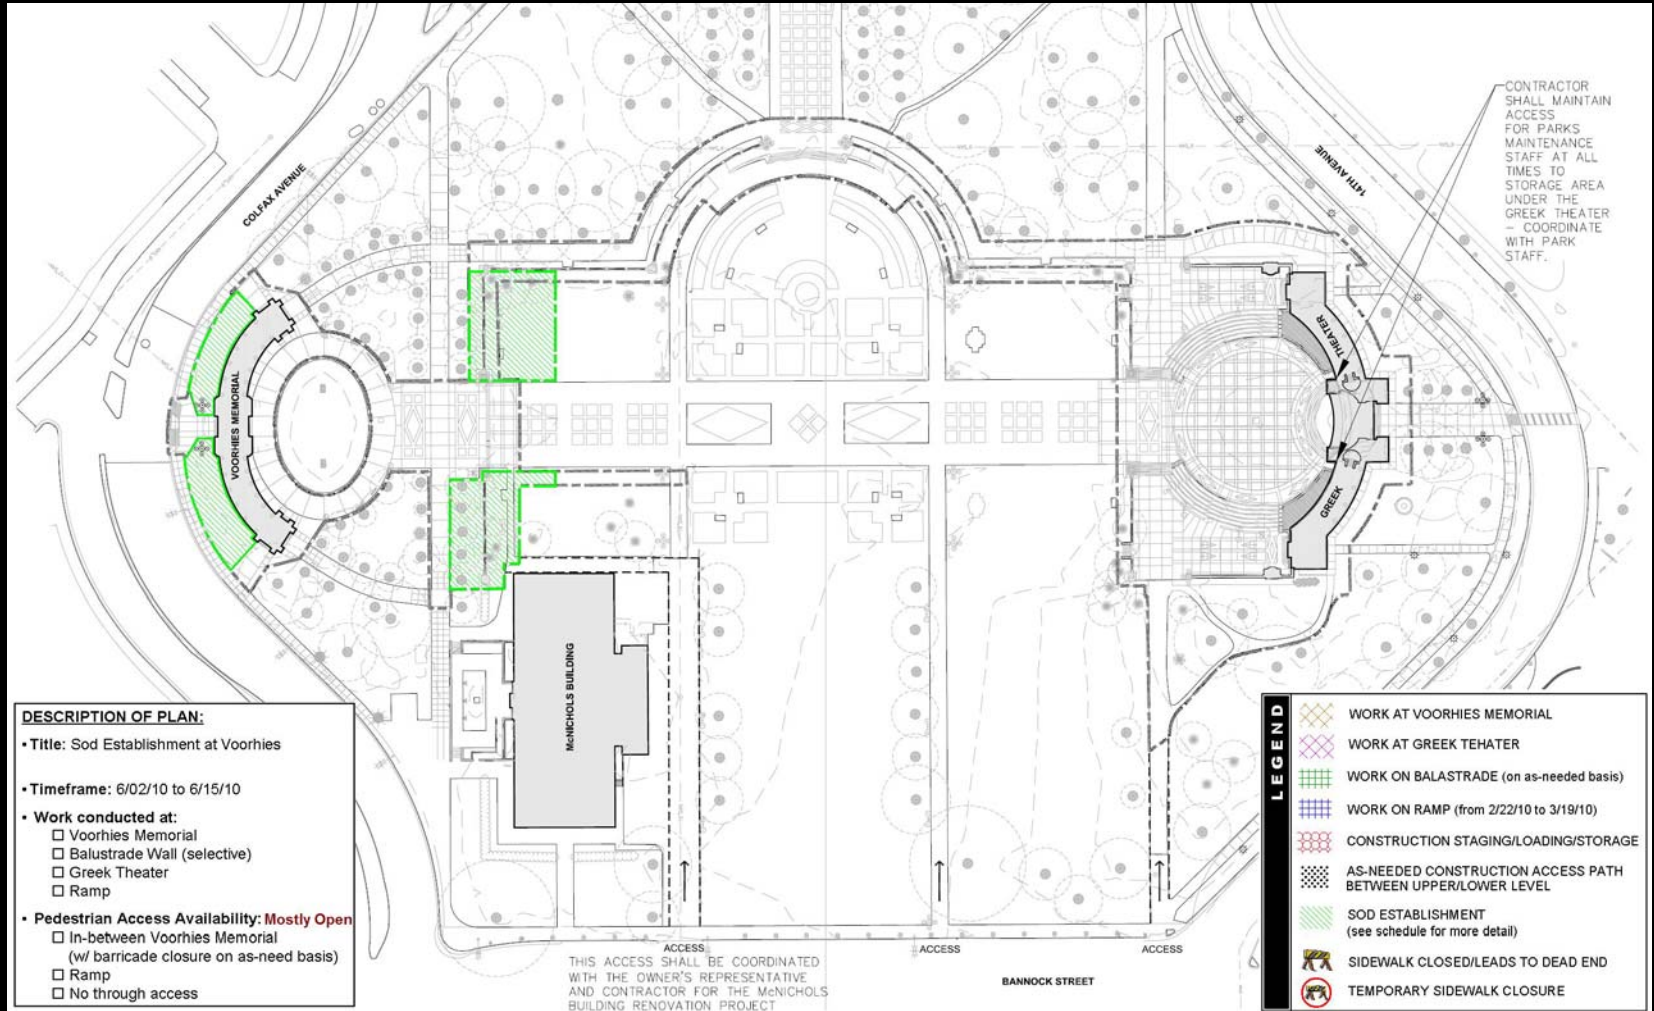 CONTRACTOR
SHALL MAINTAIN
ACCESS
FOR PARKS
MAINTENANCE
STAFF AT ALL
TIMES TO
STORAGE AREA
UNDER THE
GREEK THEATER
– COORDINATE
WITH PARK
STAFF.
COLFAX AVENUE
14TH AVENUE
VOORHIES MEMORIAL
THEATER
GREEK
McNICHOLS BUILDING
DESCRIPTION OF PLAN:
• Title: Sod Establishment at Voorhies
• Timeframe: 6/02/10 to 6/15/10
• Work conducted at:
☐ Voorhies Memorial
☐ Balustrade Wall (selective)
☐ Greek Theater
☐ Ramp
• Pedestrian Access Availability: Mostly Open
☐ In-between Voorhies Memorial
(w/ barricade closure on as-need basis)
☐ Ramp
☐ No through access
ACCESS
ACCESS
ACCESS
THIS ACCESS SHALL BE COORDINATED
WITH THE OWNER'S REPRESENTATIVE
AND CONTRACTOR FOR THE McNICHOLS
BUILDING RENOVATION PROJECT
BANNOCK STREET
LEGEND
WORK AT VOORHIES MEMORIAL
WORK AT GREEK TEHATER
WORK ON BALASTRADE (on as-needed basis)
WORK ON RAMP (from 2/22/10 to 3/19/10)
CONSTRUCTION STAGING/LOADING/STORAGE
AS-NEEDED CONSTRUCTION ACCESS PATH
BETWEEN UPPER/LOWER LEVEL
SOD ESTABLISHMENT
(see schedule for more detail)
SIDEWALK CLOSED/LEADS TO DEAD END
TEMPORARY SIDEWALK CLOSURE